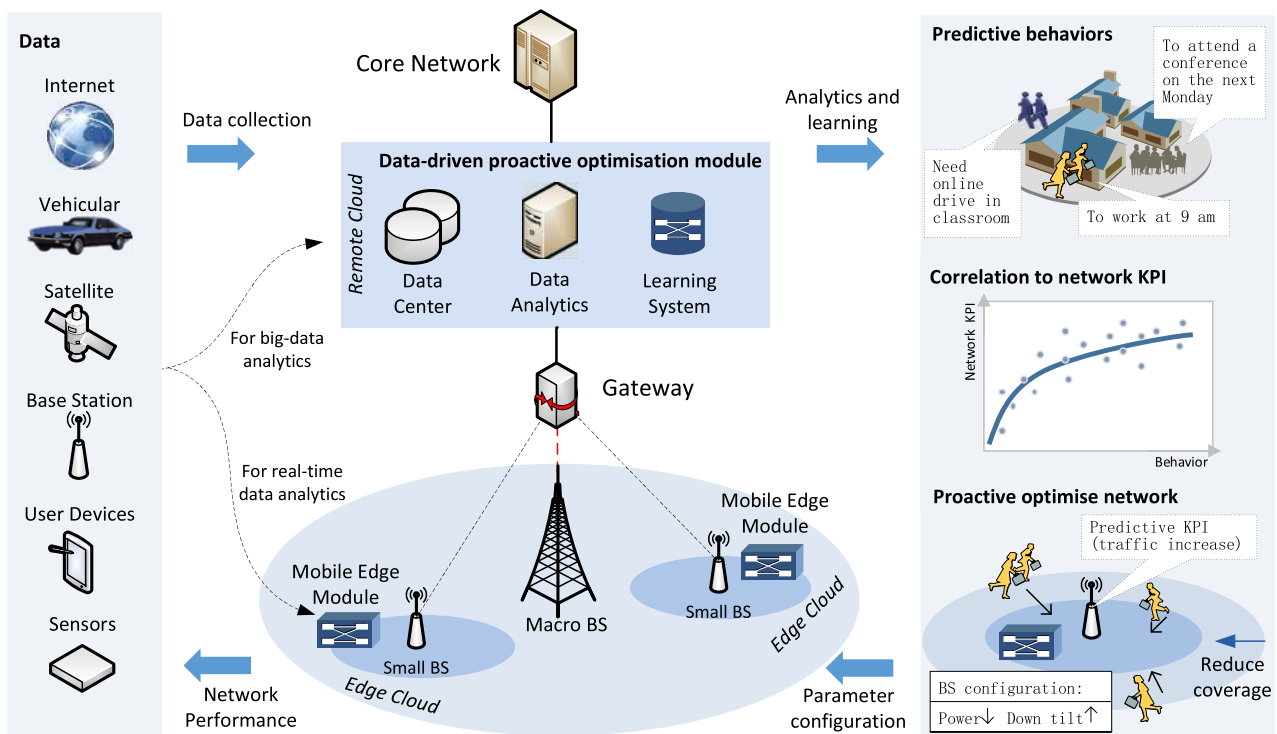 Data
Internet
Vehicular
Satellite
Base Station
User Devices
Sensors
Data collection
For big-data
analytics
For real-time
data analytics
Network
Performance
Core Network
Data-driven proactive optimisation module
Remote Cloud
Data
Center
Data
Analytics
Learning
System
Gateway
Mobile Edge
Module
Small BS
Edge Cloud
Macro BS
Mobile Edge
Module
Small BS
Edge Cloud
Analytics and
learning
Parameter
configuration
Predictive behaviors
To attend a
conference
on the next
Monday
Need
online
drive in
classroom
To work at 9 am
Correlation to network KPI
Network KPI
Behavior
Proactive optimise network
Predictive KPI
(traffic increase)
Reduce
coverage
BS configuration:
Power↓ Down tilt↑